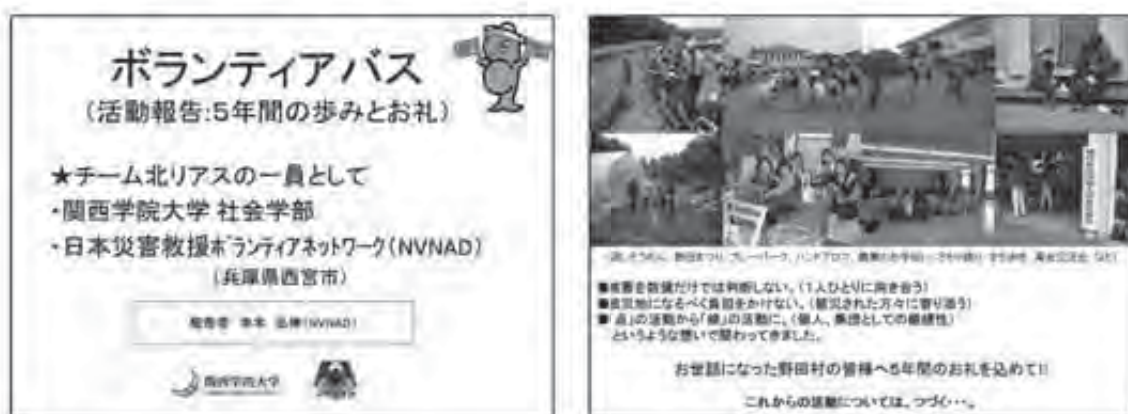 ボランティアバス
(活動報告:5年間の歩みとお礼)
★チーム北リアスの一員として
・関西学院大学 社会学部
・日本災害救援ボランティアネットワーク(NVNAD)
(兵庫県西宮市)
報告者 (NVNAD)
関西学院大学
■被害を数値だけでは判断しない。(1人ひとりに向き合う)
■被災地になるべく負担をかけない。(被災された方々に寄り添う)
■「点」の活動から「線」の活動に。(個人、集団としての継続性)
というような想いで関わってきました。
お世話になった野田村の皆様へ5年間のお礼を込めて!!
これからの活動については、つづく・・・。